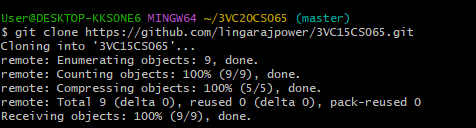 User@DESKTOP-KKSONE6 MINGW64 ~/3VC20CS065 (master)
$ git clone https://github.com/lingarajpower/3VC15CS065.git
Cloning into '3VC15CS065'...
remote: Enumerating objects: 9, done.
remote: Counting objects: 100% (9/9), done.
remote: Compressing objects: 100% (5/5), done.
remote: Total 9 (delta 0), reused 0 (delta 0), pack-reused 0
Receiving objects: 100% (9/9), done.